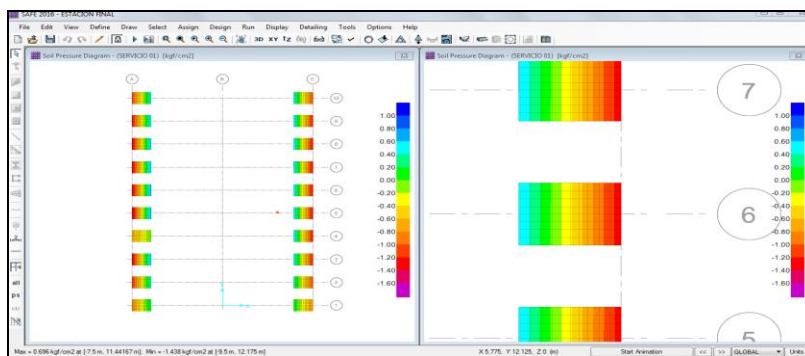 SAFE 2016 - ESTACION FINAL
File Edit View Define Draw Select Assign Design Run Display Detailing Tools Options Help
3D XY
Soil Pressure Diagram - (SERVICIO 01) [kgf/cm2]
Soil Pressure Diagram - (SERVICIO 01) [kgf/cm2]
A B
1.00
0.80
0.60
0.40
0.20
-0.20
-0.40
-0.60
-0.80
-1.00
-1.20
-1.40
-1.60
7
6
5
1.00
0.80
0.60
0.40
0.20
-0.20
-0.40
-0.60
-0.80
-1.00
-1.20
-1.40
-1.60
all
ps
Max = 0.696 kgf/cm2 at [-7.5 m, 11.44167 m], Min = -1.438 kgf/cm2 at [-9.5 m, 12.175 m]
X 5.775, Y 12.125, Z 0 (m)
Start Animation << >> GLOBAL Units